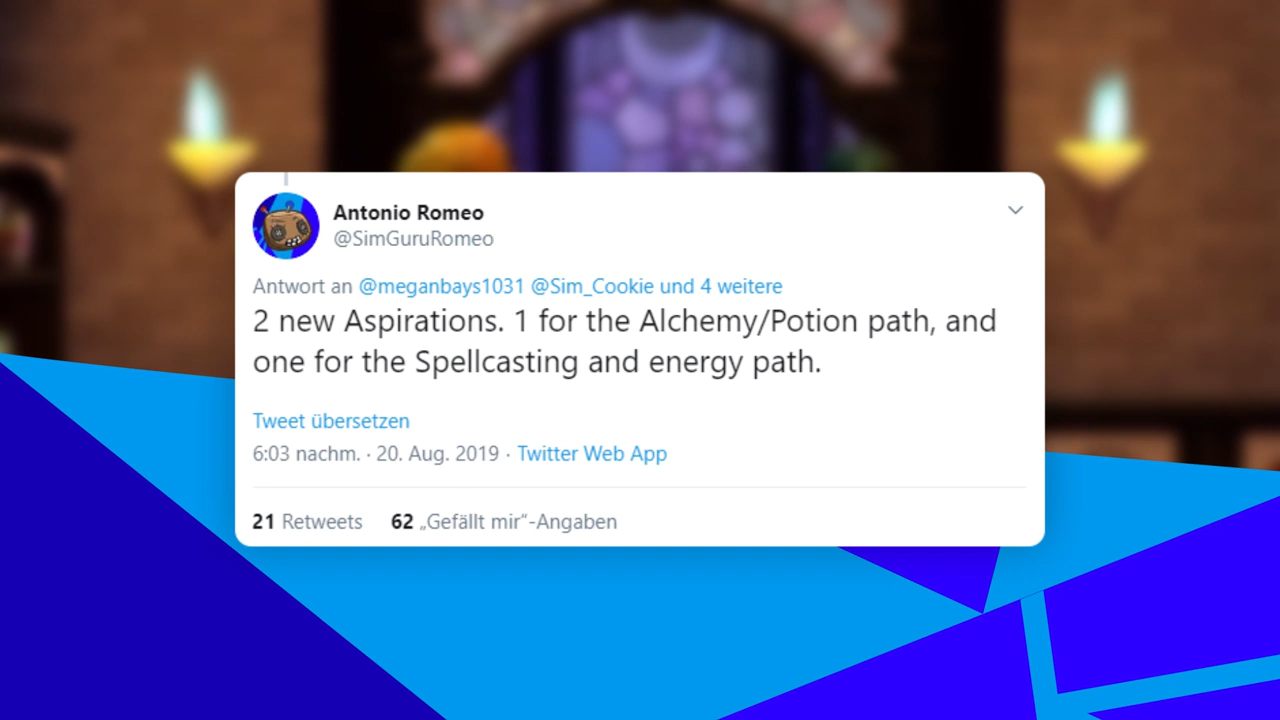 Antonio Romeo
@SimGuruRomeo
Antwort an @meganbays1031 @Sim_Cookie und 4 weitere
2 new Aspirations. 1 for the Alchemy/Potion path, and
one for the Spellcasting and energy path.
Tweet übersetzen
6:03 nachm. · 20. Aug. 2019 · Twitter Web App
21 Retweets 62 „Gefällt mir“-Angaben